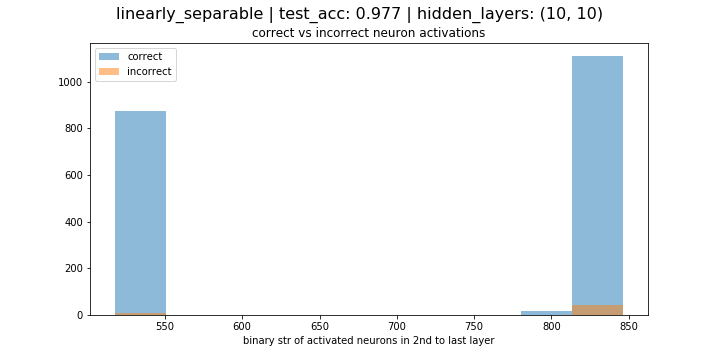 linearly_separable | test_acc: 0.977 | hidden_layers: (10, 10)
correct vs incorrect neuron activations
correct
incorrect
1000
800
600
400
200
0
550 600 650 700 750 800 850
binary str of activated neurons in 2nd to last layer